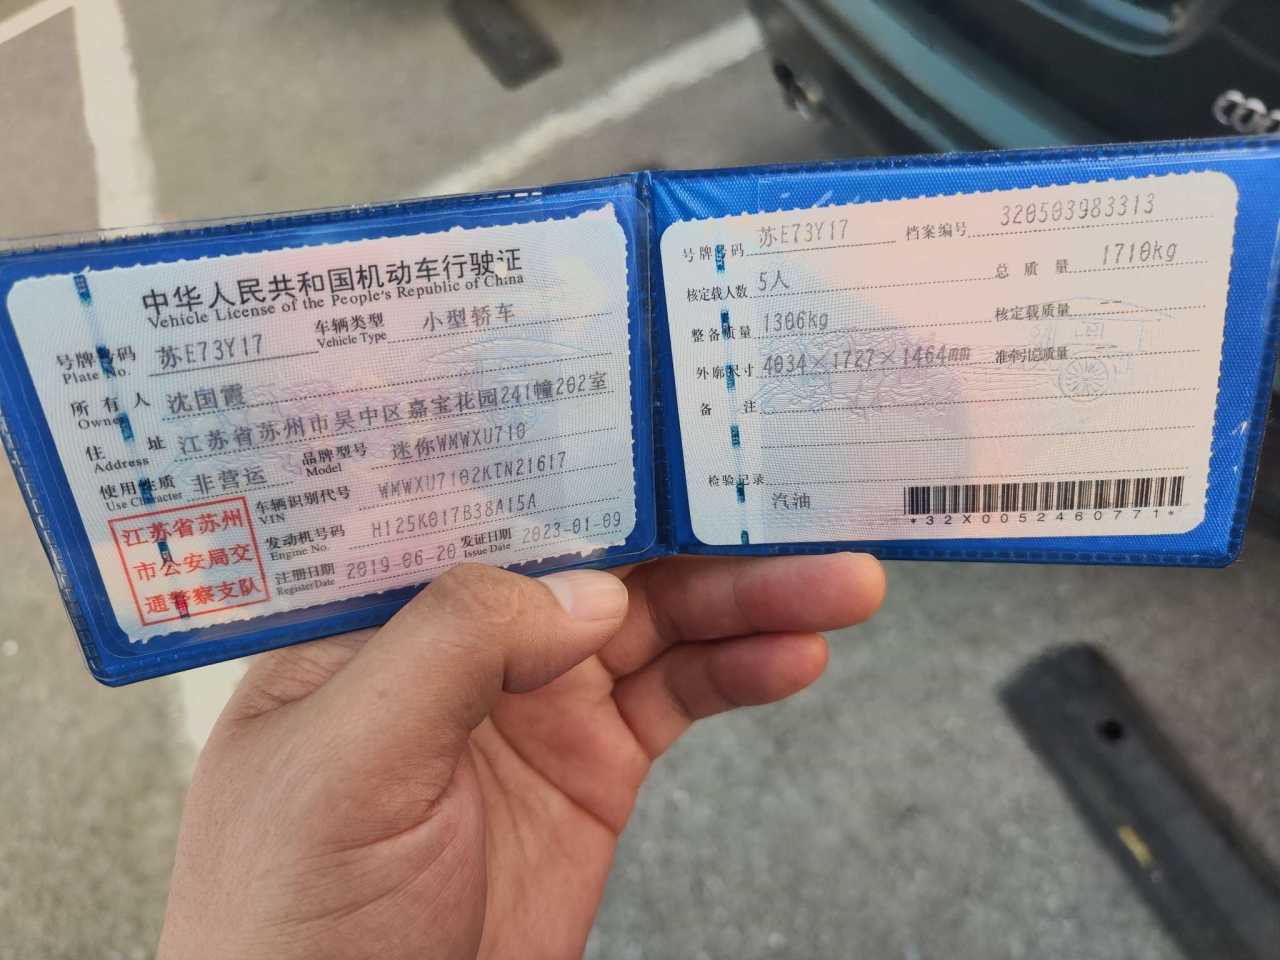 中华人民共和国机动车行驶证
Vehicle License of the People's Republic of China
号牌号码 苏E73Y17 车辆类型 小型轿车
Plate No. Vehicle Type
所有人 沈国霞
Owner
住址 江苏省苏州市吴中区嘉宝花园241幢202室
Address
使用性质 非营运 品牌型号 迷你WMWXU710
Use Character Model
江苏省苏州
市公安局交
通警察支队
车辆识别代号 WMWXU7102KTN21617
VIN
发动机号码 H125K017B38A15A
Engine No.
注册日期 2019-06-20 发证日期 2023-01-09
Register Date Issue Date
号牌号码 苏E73Y17 档案编号 320503983313
核定载人数 5人 总质量 1710kg
整备质量 1306kg 核定载质量 --
外廓尺寸 4034×1727×1464mm 准牵引总质量 --
备注
检验记录
汽油
*32X0052460771*